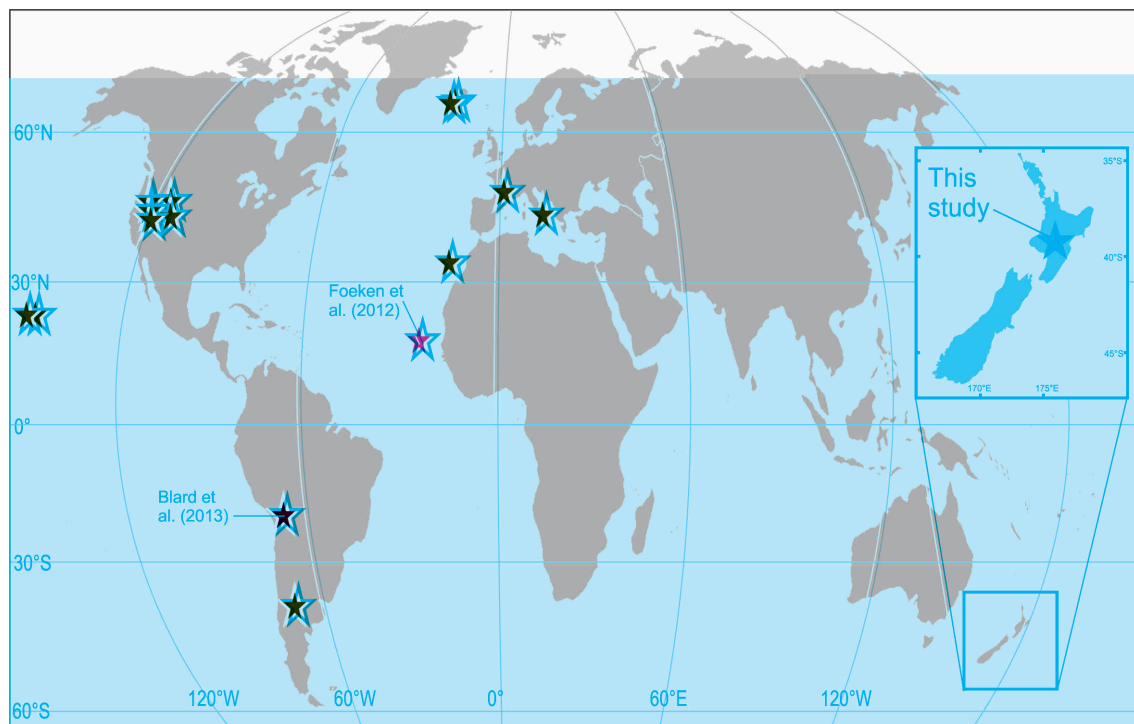 60°N
This
study
35°S
40°S
45°S
170°E
175°E
30°N
Foeken et
al. (2012)
0°
Blard et
al. (2013)
30°S
120°W
60°W
0°
60°E
120°W
60°S